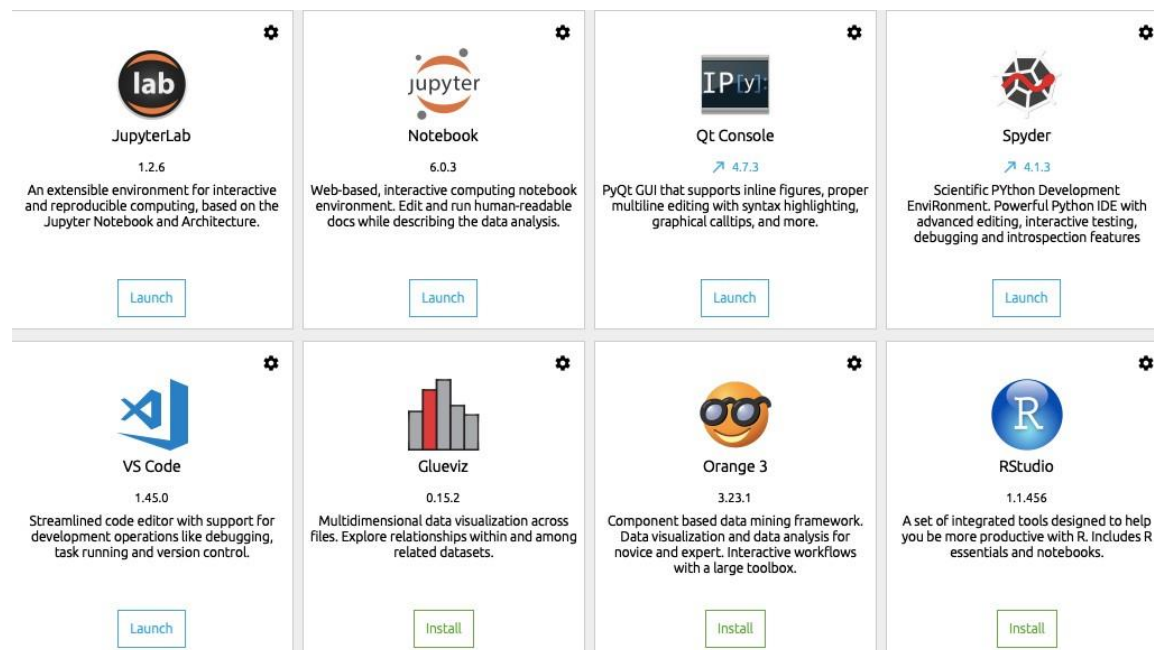 lab
JupyterLab
1.2.6
An extensible environment for interactive
and reproducible computing, based on the
Jupyter Notebook and Architecture.
Launch
jupyter
Notebook
6.0.3
Web-based, interactive computing notebook
environment. Edit and run human-readable
docs while describing the data analysis.
Launch
IP[y]:
Qt Console
4.7.3
PyQt GUI that supports inline figures, proper
multiline editing with syntax highlighting,
graphical calltips, and more.
Launch
Spyder
4.1.3
Scientific PYthon Development
EnviRonment. Powerful Python IDE with
advanced editing, interactive testing,
debugging and introspection features
Launch
VS Code
1.45.0
Streamlined code editor with support for
development operations like debugging,
task running and version control.
Launch
Glueviz
0.15.2
Multidimensional data visualization across
files. Explore relationships within and among
related datasets.
Install
Orange 3
3.23.1
Component based data mining framework.
Data visualization and data analysis for
novice and expert. Interactive workflows
with a large toolbox.
Install
R
RStudio
1.1.456
A set of integrated tools designed to help
you be more productive with R. Includes R
essentials and notebooks.
Install